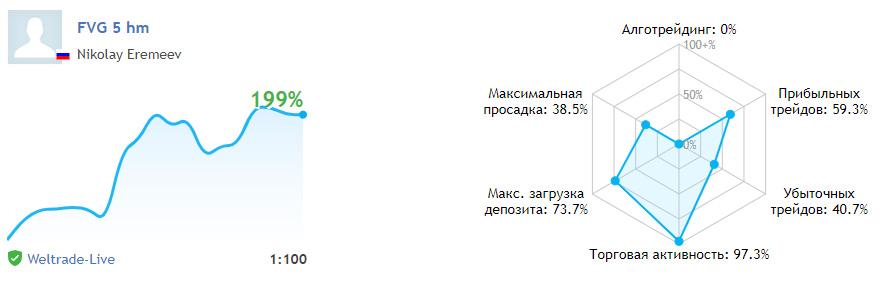 FVG 5 hm
Nikolay Eremeev
199%
Weltrade-Live
1:100
Алготрейдинг: 0%
100+%
Максимальная
просадка: 38.5%
Прибыльных
трейдов: 59.3%
50%
0%
Макс. загрузка
депозита: 73.7%
Убыточных
трейдов: 40.7%
Торговая активность: 97.3%